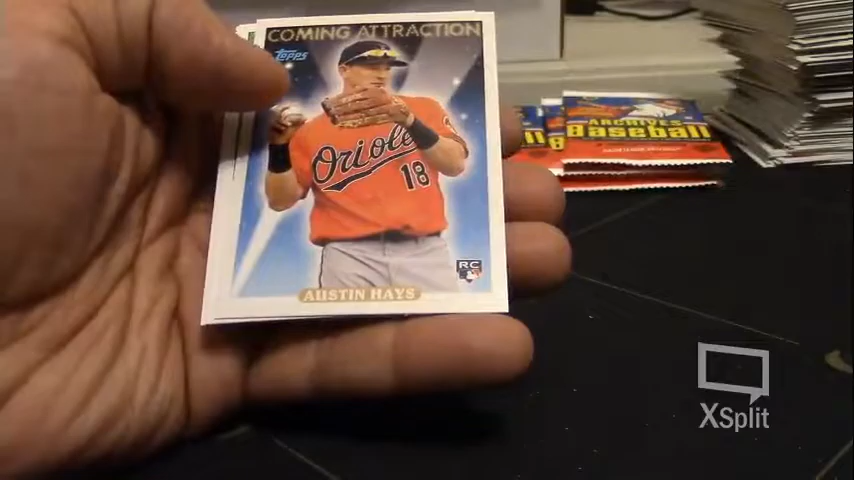 COMING ATTRACTION
Topps
Orioles
18
RC
AUSTIN HAYS
ARCHIVES
Baseball
XSplit